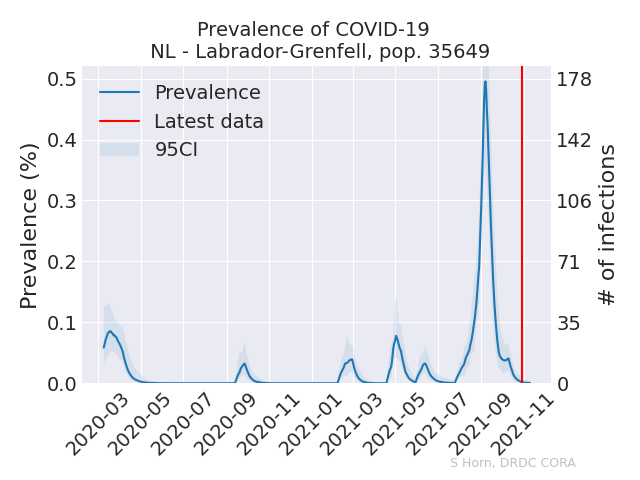 Prevalence of COVID-19
NL - Labrador-Grenfell, pop. 35649
Prevalence
Latest data
95CI
Prevalence (%)
0.5
0.4
0.3
0.2
0.1
0.0
178
142
106
71
35
0
# of infections
2020-03
2020-05
2020-07
2020-09
2020-11
2021-01
2021-03
2021-05
2021-07
2021-09
2021-11
S Horn, DRDC CORA